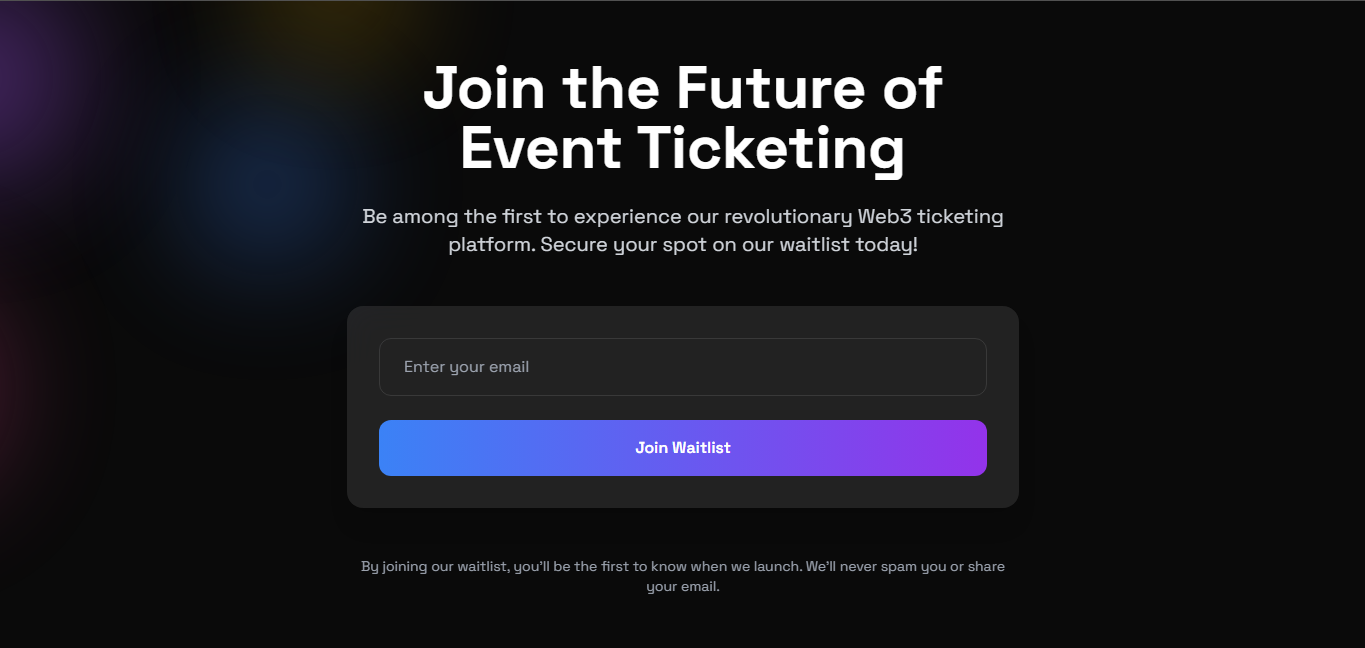 Join the Future of
Event Ticketing
Be among the first to experience our revolutionary Web3 ticketing
platform. Secure your spot on our waitlist today!
Enter your email
Join Waitlist
By joining our waitlist, you'll be the first to know when we launch. We'll never spam you or share
your email.